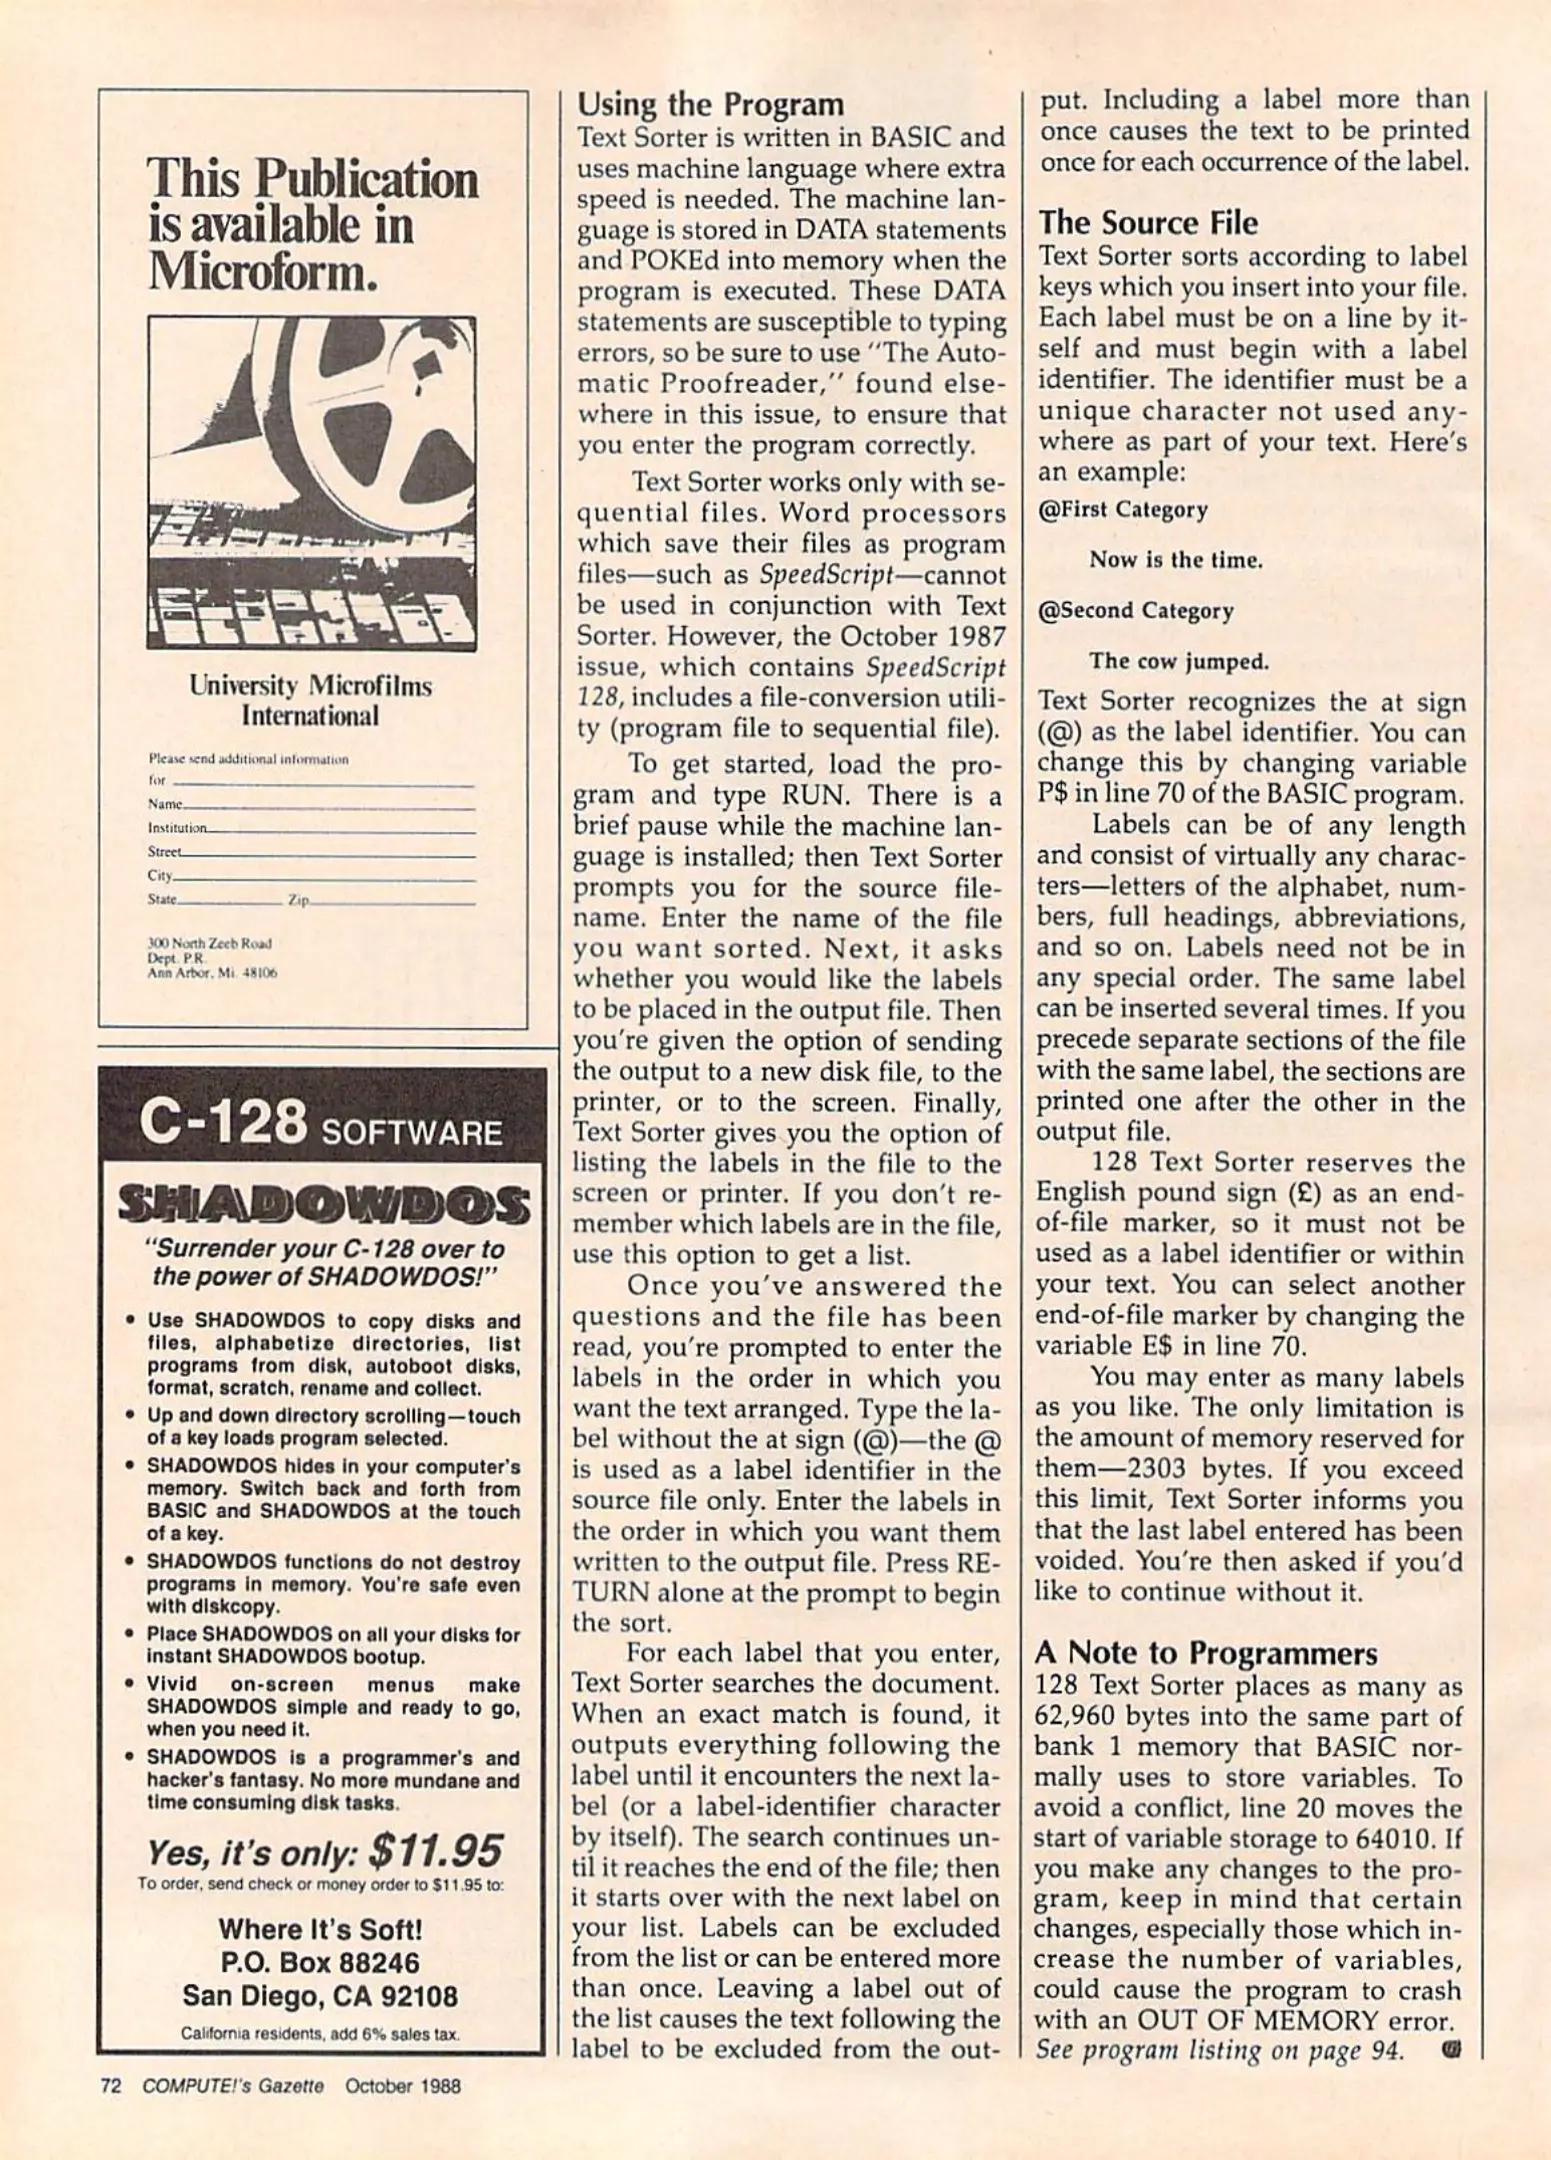 This Publication
is available in
Microform.
University Microfilms
International
Please send additional information
for
Name
Institution
Street
City
State Zip
300 North Zeeb Road
Dept. P.R.
Ann Arbor, Mi. 48106
C-128 SOFTWARE
SHADOWDOS
"Surrender your C-128 over to
the power of SHADOWDOS!"
• Use SHADOWDOS to copy disks and
files, alphabetize directories, list
programs from disk, autoboot disks,
format, scratch, rename and collect.
• Up and down directory scrolling—touch
of a key loads program selected.
• SHADOWDOS hides in your computer's
memory. Switch back and forth from
BASIC and SHADOWDOS at the touch
of a key.
• SHADOWDOS functions do not destroy
programs in memory. You're safe even
with diskcopy.
• Place SHADOWDOS on all your disks for
instant SHADOWDOS bootup.
• Vivid on-screen menus make
SHADOWDOS simple and ready to go,
when you need it.
• SHADOWDOS is a programmer's and
hacker's fantasy. No more mundane and
time consuming disk tasks.
Yes, it's only: $11.95
To order, send check or money order to $11.95 to:
Where It's Soft!
P.O. Box 88246
San Diego, CA 92108
California residents, add 6% sales tax.
Using the Program
Text Sorter is written in BASIC and
uses machine language where extra
speed is needed. The machine lan-
guage is stored in DATA statements
and POKEd into memory when the
program is executed. These DATA
statements are susceptible to typing
errors, so be sure to use "The Auto-
matic Proofreader," found else-
where in this issue, to ensure that
you enter the program correctly.
Text Sorter works only with se-
quential files. Word processors
which save their files as program
files—such as SpeedScript—cannot
be used in conjunction with Text
Sorter. However, the October 1987
issue, which contains SpeedScript
128, includes a file-conversion utili-
ty (program file to sequential file).
To get started, load the pro-
gram and type RUN. There is a
brief pause while the machine lan-
guage is installed; then Text Sorter
prompts you for the source file-
name. Enter the name of the file
you want sorted. Next, it asks
whether you would like the labels
to be placed in the output file. Then
you're given the option of sending
the output to a new disk file, to the
printer, or to the screen. Finally,
Text Sorter gives you the option of
listing the labels in the file to the
screen or printer. If you don't re-
member which labels are in the file,
use this option to get a list.
Once you've answered the
questions and the file has been
read, you're prompted to enter the
labels in the order in which you
want the text arranged. Type the la-
bel without the at sign (@)—the @
is used as a label identifier in the
source file only. Enter the labels in
the order in which you want them
written to the output file. Press RE-
TURN alone at the prompt to begin
the sort.
For each label that you enter,
Text Sorter searches the document.
When an exact match is found, it
outputs everything following the
label until it encounters the next la-
bel (or a label-identifier character
by itself). The search continues un-
til it reaches the end of the file; then
it starts over with the next label on
your list. Labels can be excluded
from the list or can be entered more
than once. Leaving a label out of
the list causes the text following the
label to be excluded from the out-
put. Including a label more than
once causes the text to be printed
once for each occurrence of the label.
The Source File
Text Sorter sorts according to label
keys which you insert into your file.
Each label must be on a line by it-
self and must begin with a label
identifier. The identifier must be a
unique character not used any-
where as part of your text. Here's
an example:
@First Category
Now is the time.
@Second Category
The cow jumped.
Text Sorter recognizes the at sign
(@) as the label identifier. You can
change this by changing variable
P$ in line 70 of the BASIC program.
Labels can be of any length
and consist of virtually any charac-
ters—letters of the alphabet, num-
bers, full headings, abbreviations,
and so on. Labels need not be in
any special order. The same label
can be inserted several times. If you
precede separate sections of the file
with the same label, the sections are
printed one after the other in the
output file.
128 Text Sorter reserves the
English pound sign (£) as an end-
of-file marker, so it must not be
used as a label identifier or within
your text. You can select another
end-of-file marker by changing the
variable E$ in line 70.
You may enter as many labels
as you like. The only limitation is
the amount of memory reserved for
them—2303 bytes. If you exceed
this limit, Text Sorter informs you
that the last label entered has been
voided. You're then asked if you'd
like to continue without it.
A Note to Programmers
128 Text Sorter places as many as
62,960 bytes into the same part of
bank 1 memory that BASIC nor-
mally uses to store variables. To
avoid a conflict, line 20 moves the
start of variable storage to 64010. If
you make any changes to the pro-
gram, keep in mind that certain
changes, especially those which in-
crease the number of variables,
could cause the program to crash
with an OUT OF MEMORY error.
See program listing on page 94.
72 COMPUTE!'s Gazette October 1988